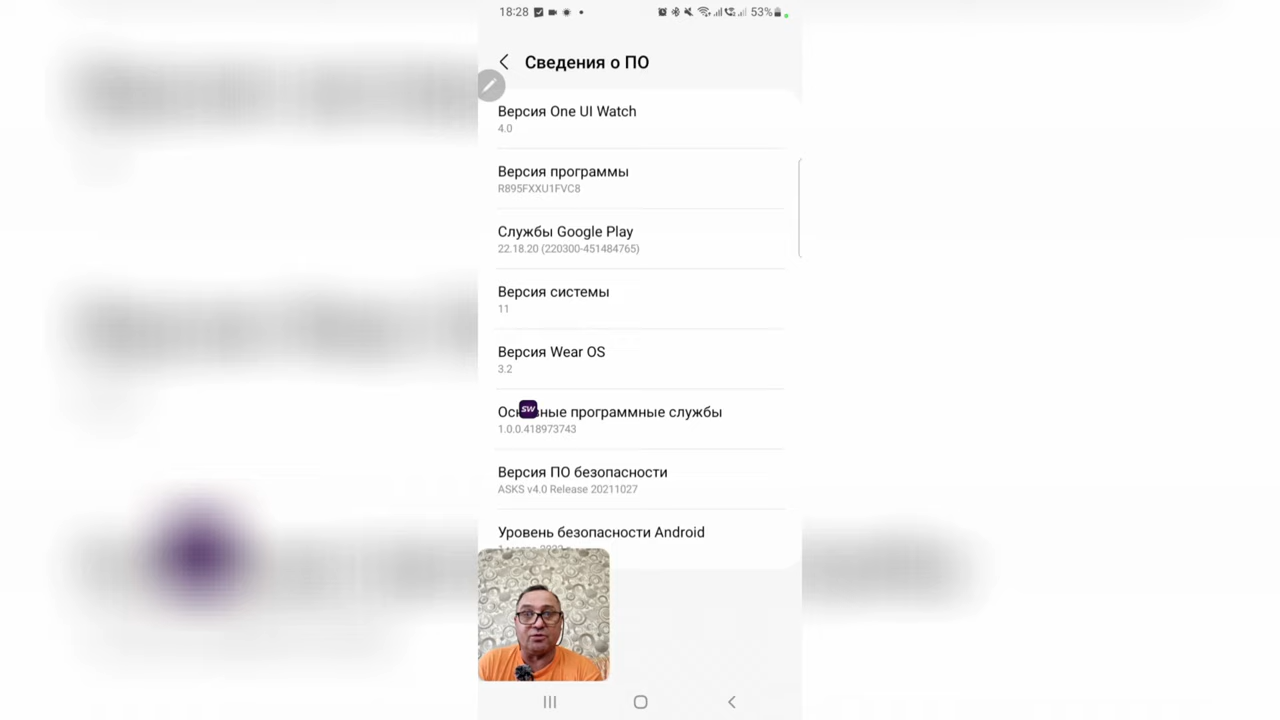 18:28
53%
Сведения о ПО
Версия One UI Watch
4.0
Версия программы
R895FXXU1FVC8
Службы Google Play
22.18.20 (220300-451484765)
Версия системы
11
Версия Wear OS
3.2
sw
программные службы
1.0.0.418973743
Версия ПО безопасности
ASKS v4.0 Release 20211027
Уровень безопасности Android